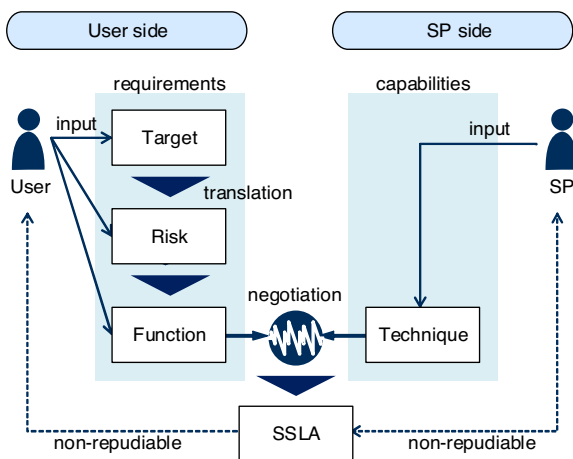 User side
SP side
requirements
capabilities
input
Target
input
User
SP
translation
Risk
negotiation
Function
Technique
non-repudiable
SSLA
non-repudiable